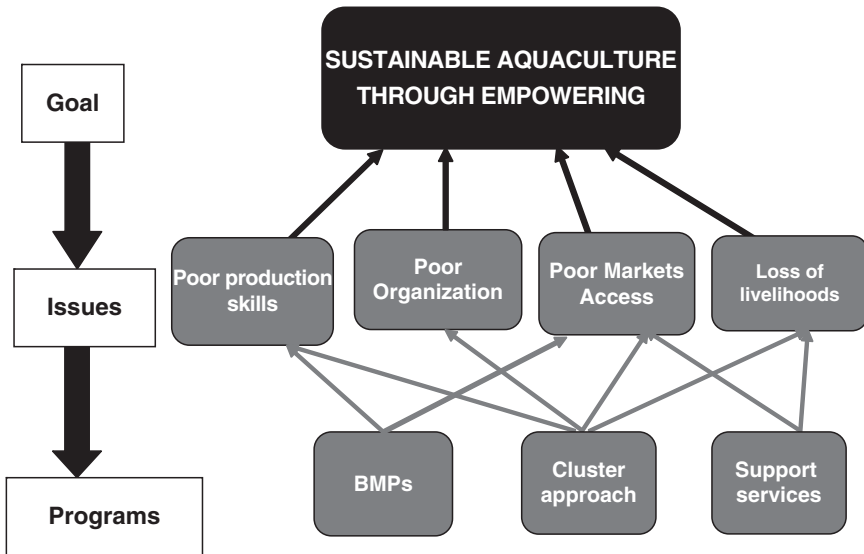 SUSTAINABLE AQUACULTURE
THROUGH EMPOWERING
Goal
Poor production
skills
Poor
Organization
Poor Markets
Access
Loss of
livelihoods
Issues
BMPs
Cluster
approach
Support
services
Programs